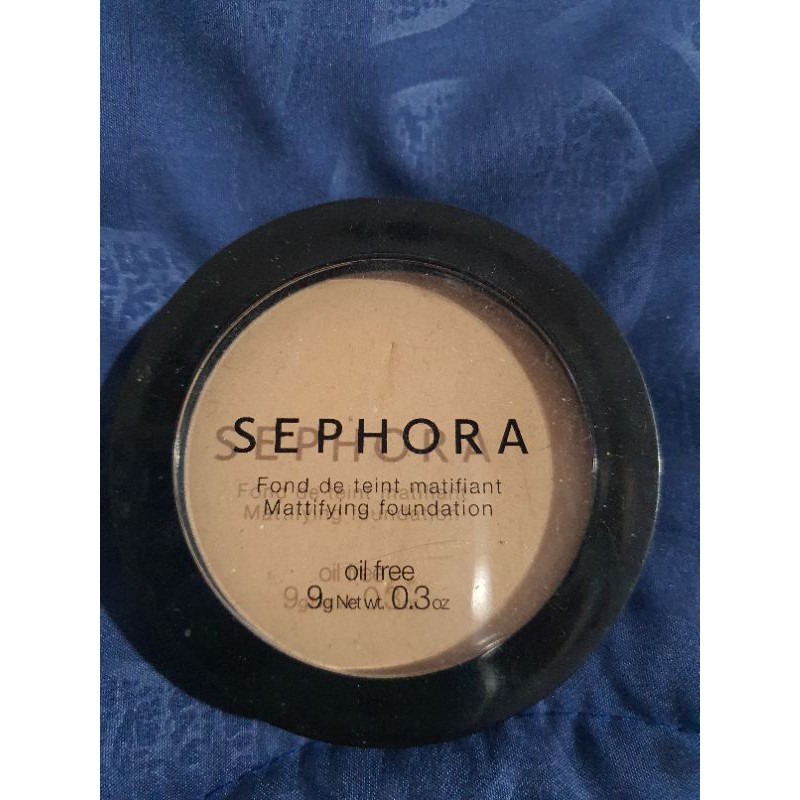 SEPHORA
Fond de teint matifiant
Mattifying foundation
oil free
9g Net wt. 0.3 oz